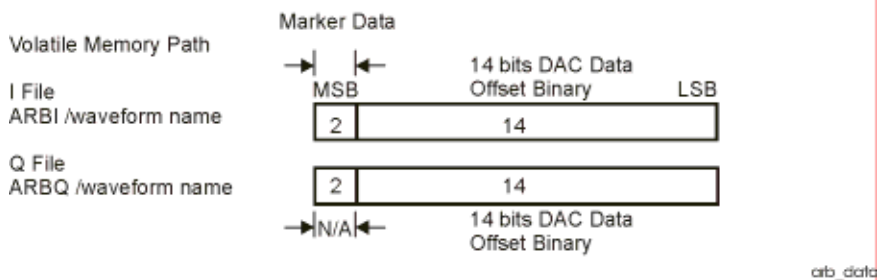 Marker Data
Volatile Memory Path
14 bits DAC Data
I File
MSB
Offset Binary
LSB
ARBI /waveform name
2
14
Q File
ARBQ /waveform name
2
14
N/A
14 bits DAC Data
Offset Binary
arb_data